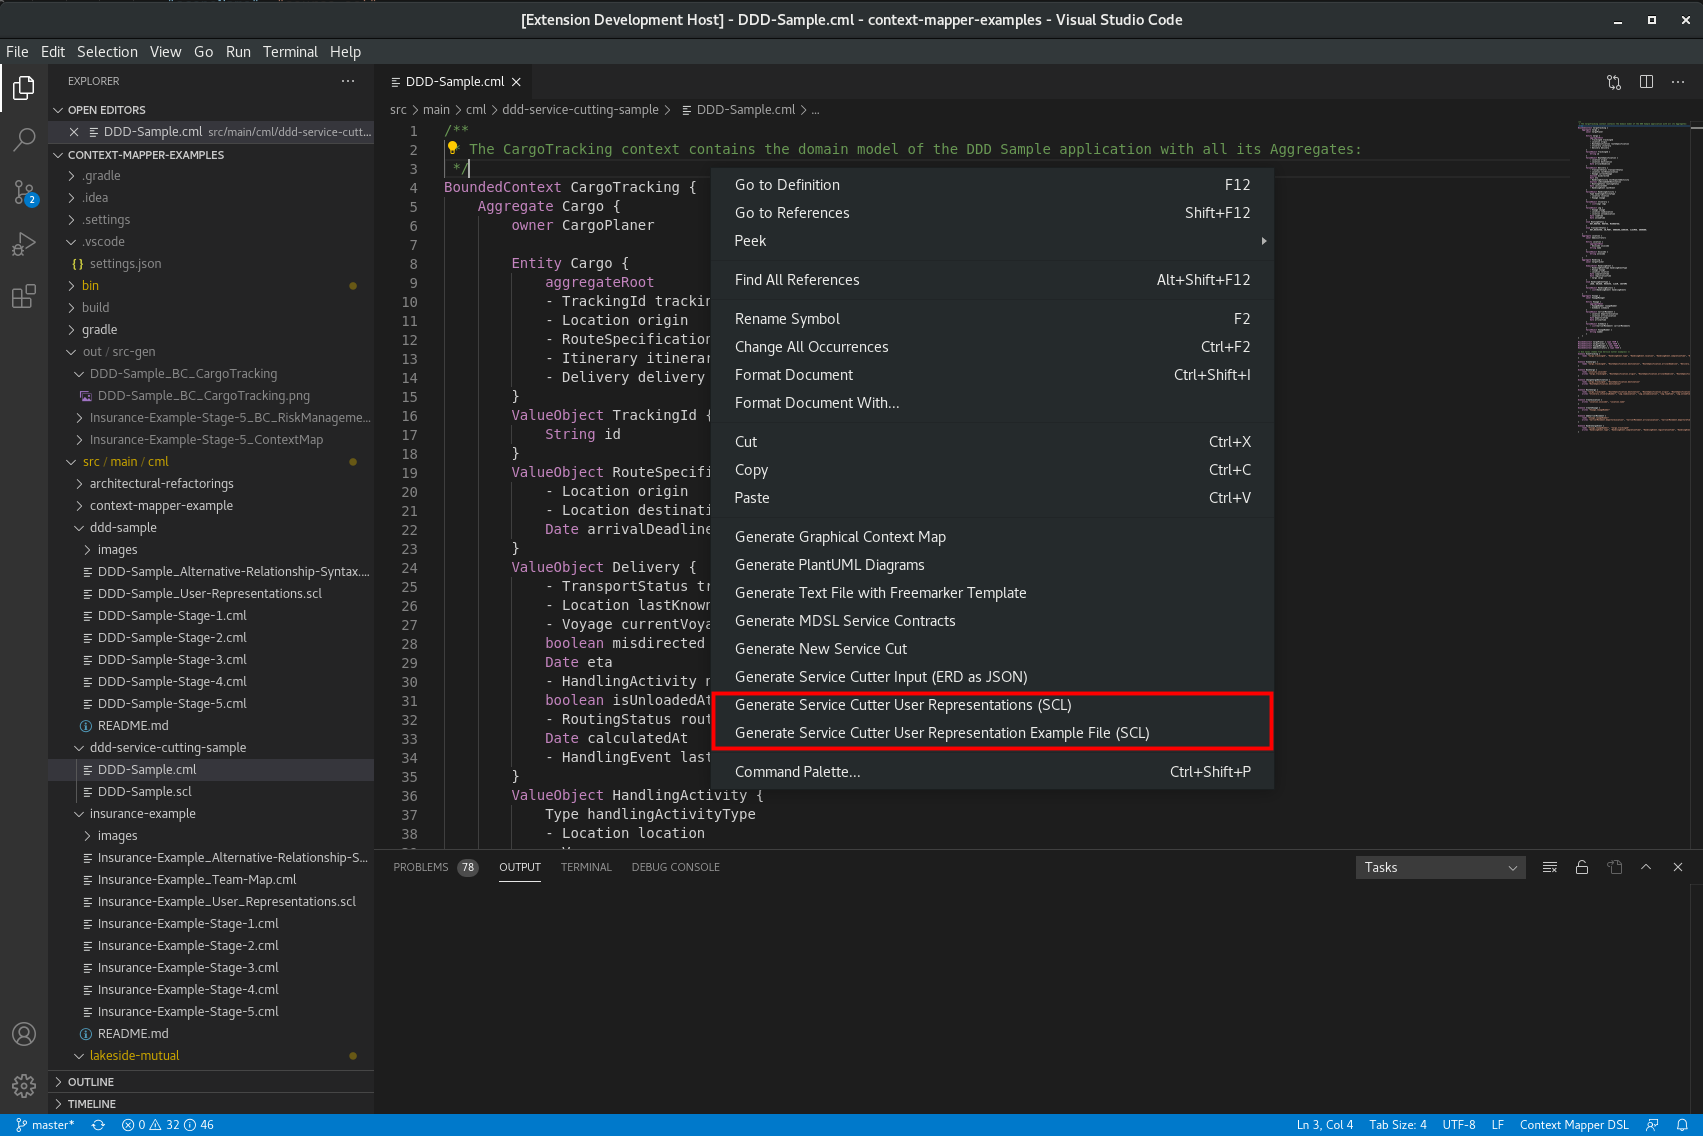 [Extension Development Host] - DDD-Sample.cml - context-mapper-examples - Visual Studio Code
File Edit Selection View Go Run Terminal Help
EXPLORER
OPEN EDITORS
DDD-Sample.cml src/main/cml/ddd-service-cutt...
CONTEXT-MAPPER-EXAMPLES
.gradle
.idea
.settings
.vscode
{} settings.json
bin
build
gradle
out / src-gen
DDD-Sample_BC_CargoTracking
DDD-Sample_BC_CargoTracking.png
Insurance-Example-Stage-5_BC_RiskManageme...
Insurance-Example-Stage-5_ContextMap
src / main / cml
architectural-refactorings
context-mapper-example
ddd-sample
images
DDD-Sample_Alternative-Relationship-Syntax....
DDD-Sample_User-Representations.scl
DDD-Sample-Stage-1.cml
DDD-Sample-Stage-2.cml
DDD-Sample-Stage-3.cml
DDD-Sample-Stage-4.cml
DDD-Sample-Stage-5.cml
README.md
ddd-service-cutting-sample
DDD-Sample.cml
DDD-Sample.scl
insurance-example
images
Insurance-Example_Alternative-Relationship-S...
Insurance-Example_Team-Map.cml
Insurance-Example_User_Representations.scl
Insurance-Example-Stage-1.cml
Insurance-Example-Stage-2.cml
Insurance-Example-Stage-3.cml
Insurance-Example-Stage-4.cml
Insurance-Example-Stage-5.cml
README.md
lakeside-mutual
OUTLINE
TIMELINE
2
DDD-Sample.cml
src > main > cml > ddd-service-cutting-sample > DDD-Sample.cml > ...
1 /**
2 The CargoTracking context contains the domain model of the DDD Sample application with all its Aggregates:
3 */
4 BoundedContext CargoTracking {
5 Aggregate Cargo {
6 owner CargoPlaner
7
8 Entity Cargo {
9 aggregateRoot
10 - TrackingId trackin
11 - Location origin
12 - RouteSpecification
13 - Itinerary itinerar
14 - Delivery delivery
15 }
16 ValueObject TrackingId {
17 String id
18 }
19 ValueObject RouteSpecifi
20 - Location origin
21 - Location destinati
22 Date arrivalDeadline
23 }
24 ValueObject Delivery {
25 - TransportStatus tr
26 - Location lastKnown
27 - Voyage currentVoya
28 boolean misdirected
29 Date eta
30 - HandlingActivity n
31 boolean isUnloadedAt
32 - RoutingStatus rout
33 Date calculatedAt
34 - HandlingEvent last
35 }
36 ValueObject HandlingActivity {
37 Type handlingActivityType
38 - Location location
Go to Definition F12
Go to References Shift+F12
Peek
Find All References Alt+Shift+F12
Rename Symbol F2
Change All Occurrences Ctrl+F2
Format Document Ctrl+Shift+I
Format Document With...
Cut Ctrl+X
Copy Ctrl+C
Paste Ctrl+V
Generate Graphical Context Map
Generate PlantUML Diagrams
Generate Text File with Freemarker Template
Generate MDSL Service Contracts
Generate New Service Cut
Generate Service Cutter Input (ERD as JSON)
Generate Service Cutter User Representations (SCL)
Generate Service Cutter User Representation Example File (SCL)
Command Palette... Ctrl+Shift+P
PROBLEMS 78 OUTPUT TERMINAL DEBUG CONSOLE Tasks
master* 0 32 46 Ln 3, Col 4 Tab Size: 4 UTF-8 LF Context Mapper DSL